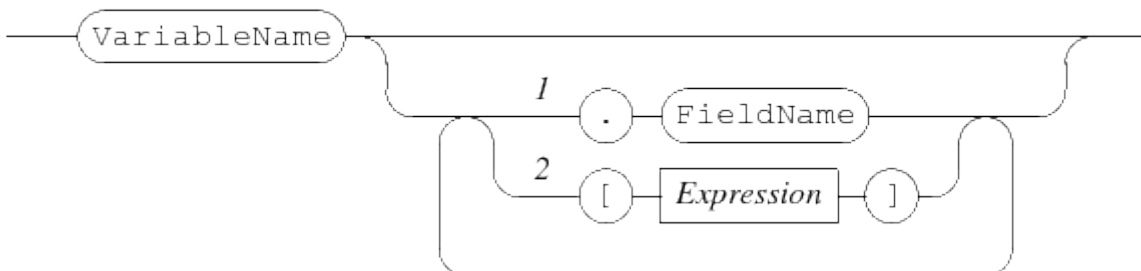 VariableName
1 . FieldName
2 [ Expression ]